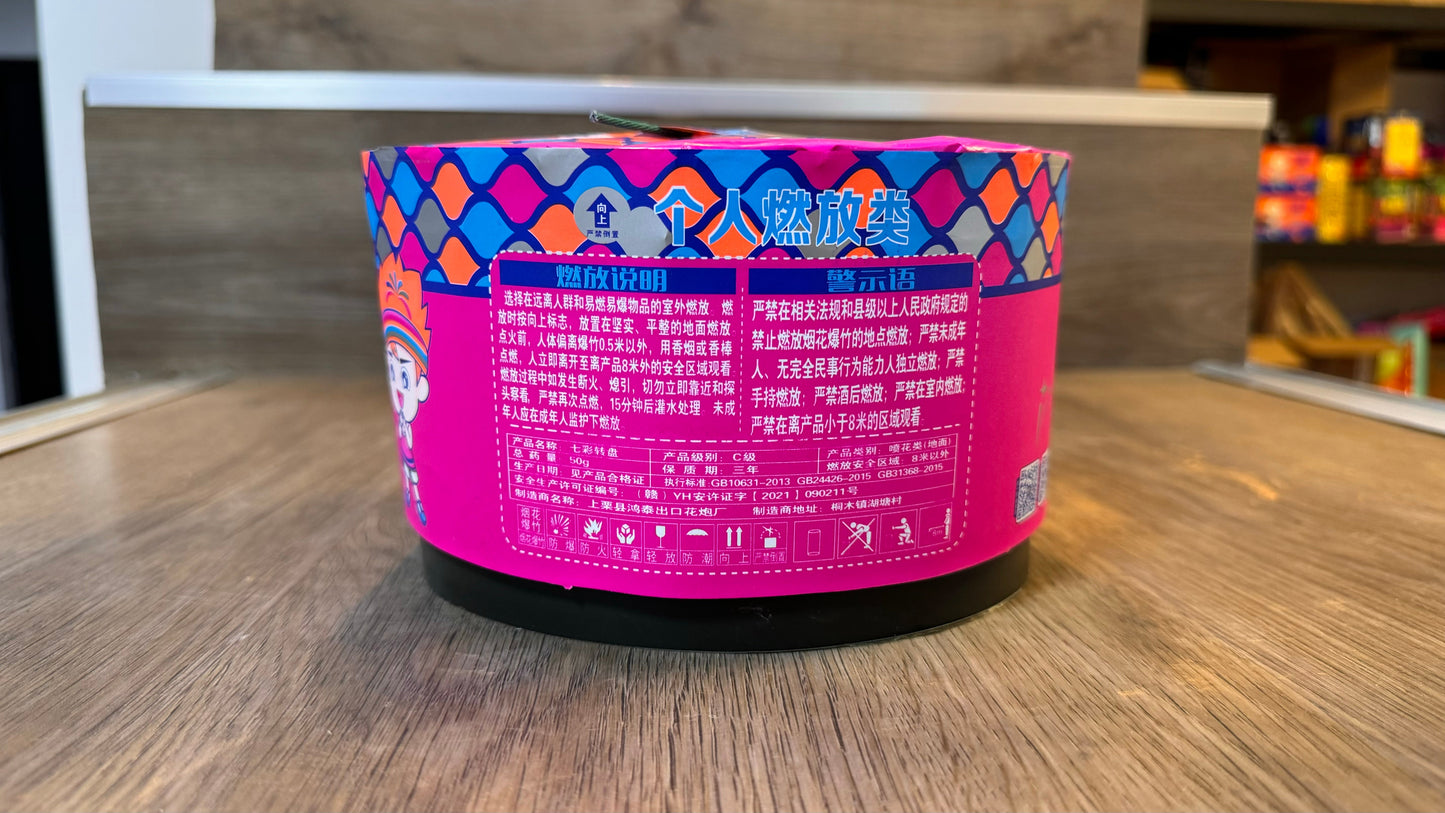 个人燃放类
向上
严禁倒置
燃放说明
选择在远离人群和易燃易爆物品的室外燃放 燃
放时按向上标志，放置在坚实、平整的地面燃放
点火前，人体偏离爆竹0.5米以外，用香烟或香棒
点燃，人立即离开至离产品8米外的安全区域观看
燃放过程中如发生断火、熄引，切勿立即靠近和探
头察看，严禁再次点燃，15分钟后灌水处理 未成
年人应在成年人监护下燃放
警示语
严禁在相关法规和县级以上人民政府规定的
禁止燃放烟花爆竹的地点燃放；严禁未成年
人、无完全民事行为能力人独立燃放；严禁
手持燃放；严禁酒后燃放；严禁在室内燃放；
严禁在离产品小于8米的区域观看
产品名称：七彩转盘 产品级别：C级 产品类别：喷花类(地面)
总药量：50g 保质期：三年 燃放安全区域：8米以外
生产日期：见产品合格证 执行标准:GB10631-2013 GB24426-2015 GB31368-2015
安全生产许可证编号：（赣）YH安许证字【2021】090211号
制造商名称：上栗县鸿泰出口花炮厂 制造商地址：桐木镇湖塘村
烟花
爆竹
烟花爆竹 防爆 防火 轻拿 轻放 防潮 向上 严禁倒置